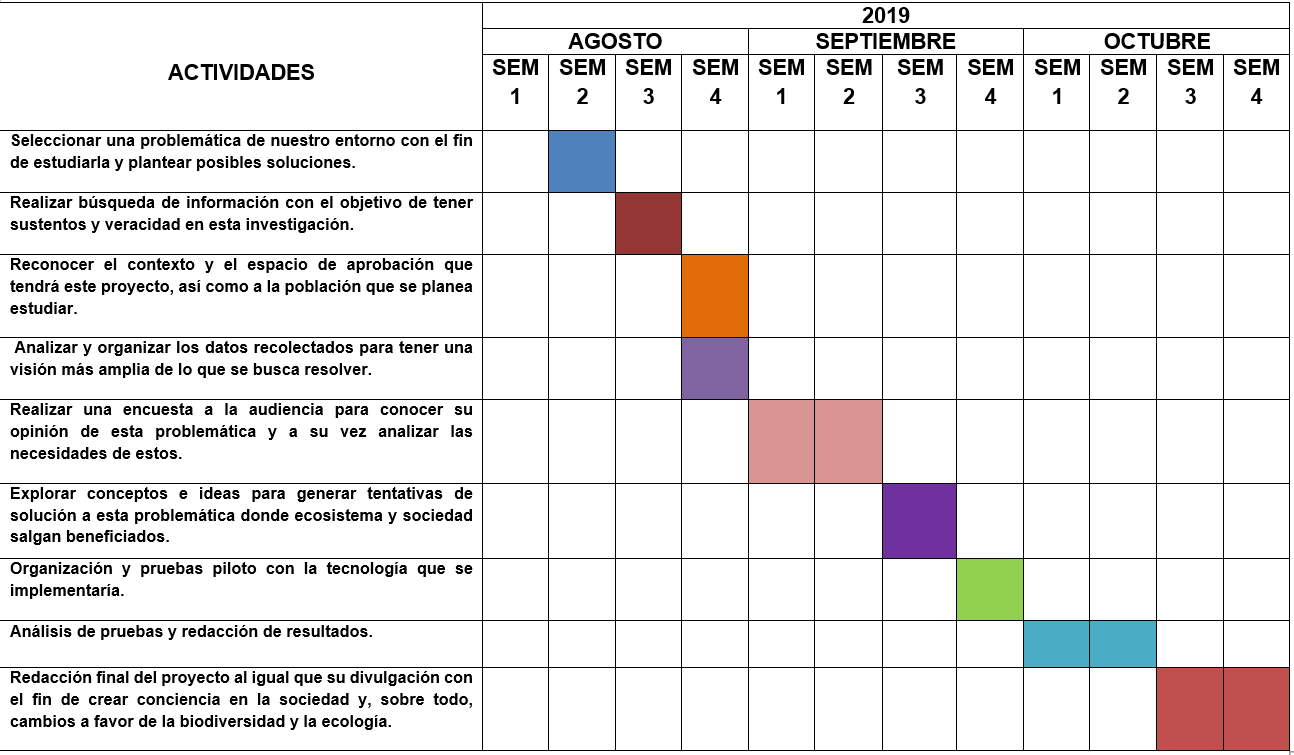 2019
AGOSTO SEPTIEMBRE OCTUBRE
ACTIVIDADES
SEM SEM SEM SEM SEM SEM SEM SEM SEM SEM SEM SEM
1 2 3 4 1 2 3 4 1 2 3 4
Seleccionar una problemática de nuestro entorno con el fin
de estudiarla y plantear posibles soluciones.
Realizar búsqueda de información con el objetivo de tener
sustentos y veracidad en esta investigación.
Reconocer el contexto y el espacio de aprobación que
tendrá este proyecto, así como a la población que se planea
estudiar.
Analizar y organizar los datos recolectados para tener una
visión más amplia de lo que se busca resolver.
Realizar una encuesta a la audiencia para conocer su
opinión de esta problemática y a su vez analizar las
necesidades de estos.
Explorar conceptos e ideas para generar tentativas de
solución a esta problemática donde ecosistema y sociedad
salgan beneficiados.
Organización y pruebas piloto con la tecnología que se
implementaría.
Análisis de pruebas y redacción de resultados.
Redacción final del proyecto al igual que su divulgación con
el fin de crear conciencia en la sociedad y, sobre todo,
cambios a favor de la biodiversidad y la ecología.